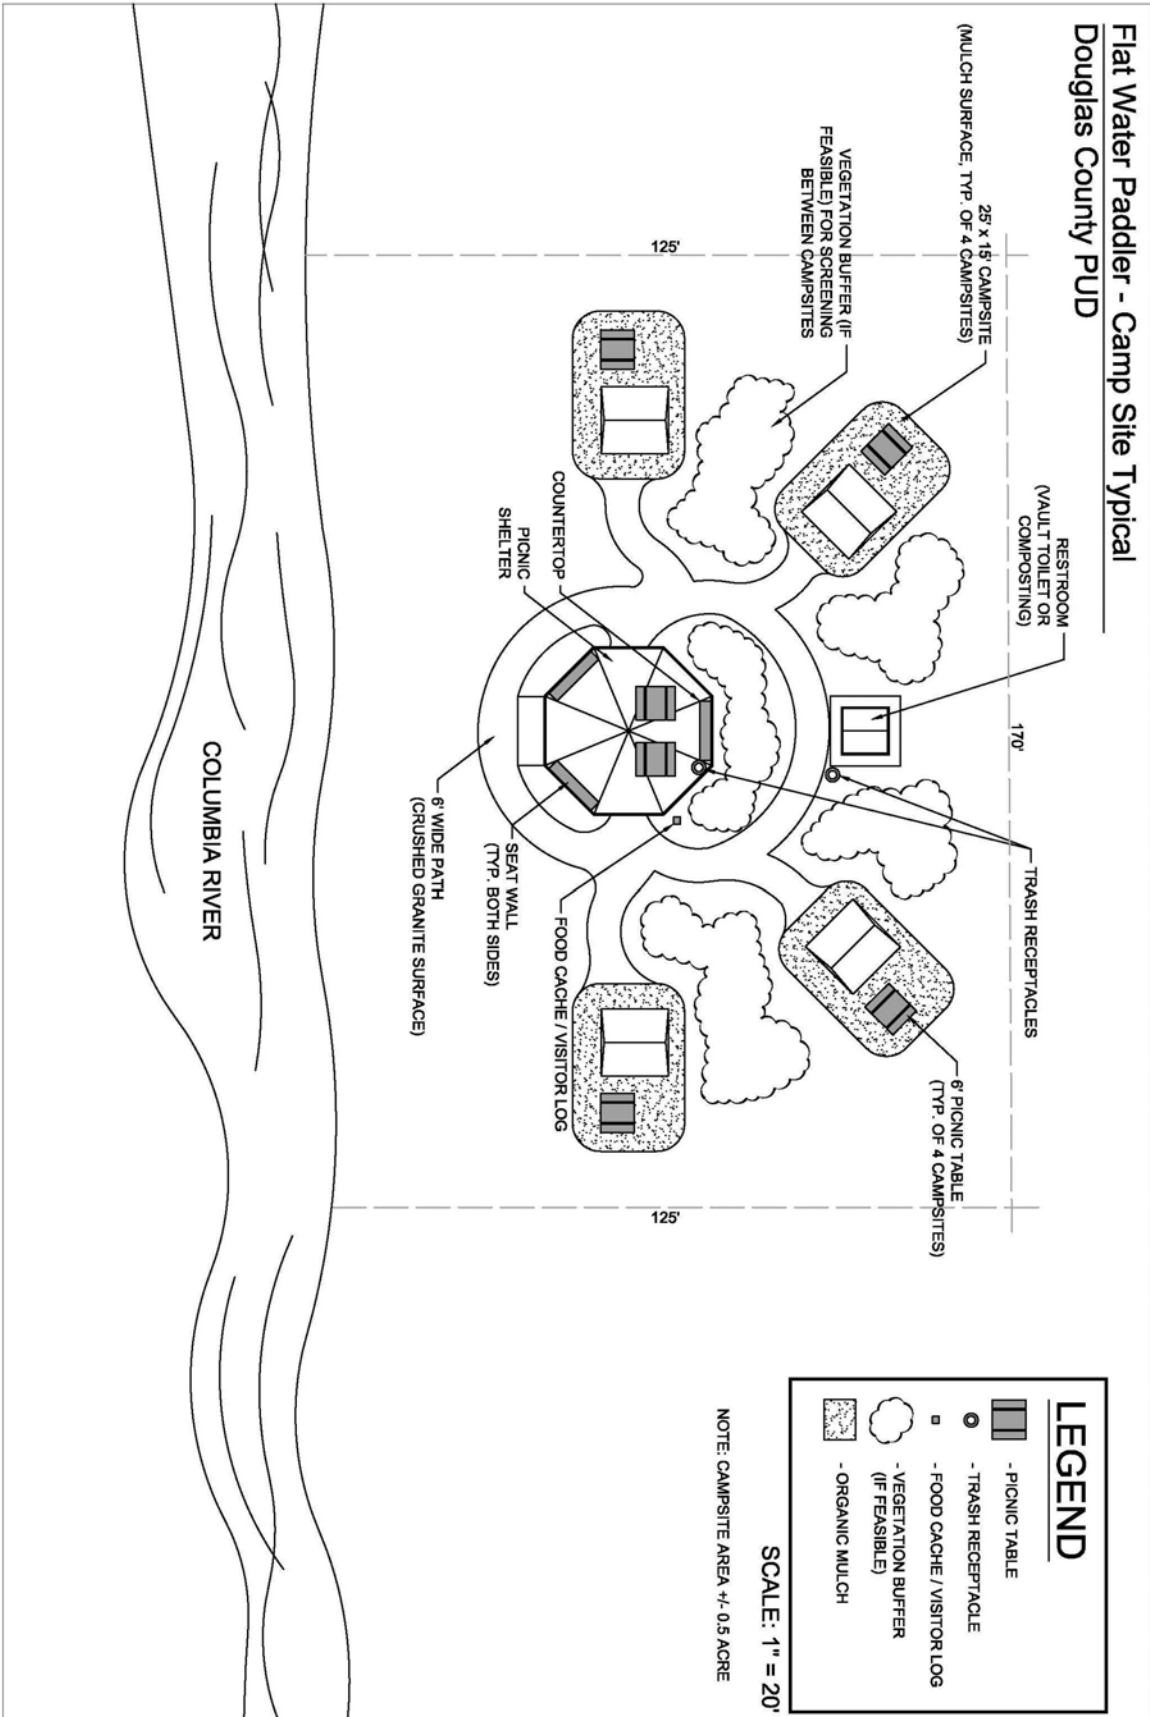 Flat Water Paddler - Camp Site Typical
Douglas County PUD
25' x 15' CAMPSITE
(MULCH SURFACE, TYP. OF 4 CAMPSITES)
VEGETATION BUFFER (IF
FEASIBLE) FOR SCREENING
BETWEEN CAMPSITES
RESTROOM
(VAULT TOILET OR
COMPOSTING)
170'
TRASH RECEPTACLES
6' PICNIC TABLE
(TYP. OF 4 CAMPSITES)
125'
125'
COUNTERTOP
PICNIC
SHELTER
FOOD CACHE / VISITOR LOG
SEAT WALL
(TYP. BOTH SIDES)
6' WIDE PATH
(CRUSHED GRANITE SURFACE)
COLUMBIA RIVER
LEGEND
- PICNIC TABLE
- TRASH RECEPTACLE
- FOOD CACHE / VISITOR LOG
- VEGETATION BUFFER
(IF FEASIBLE)
- ORGANIC MULCH
SCALE: 1" = 20'
NOTE: CAMPSITE AREA +/- 0.5 ACRE